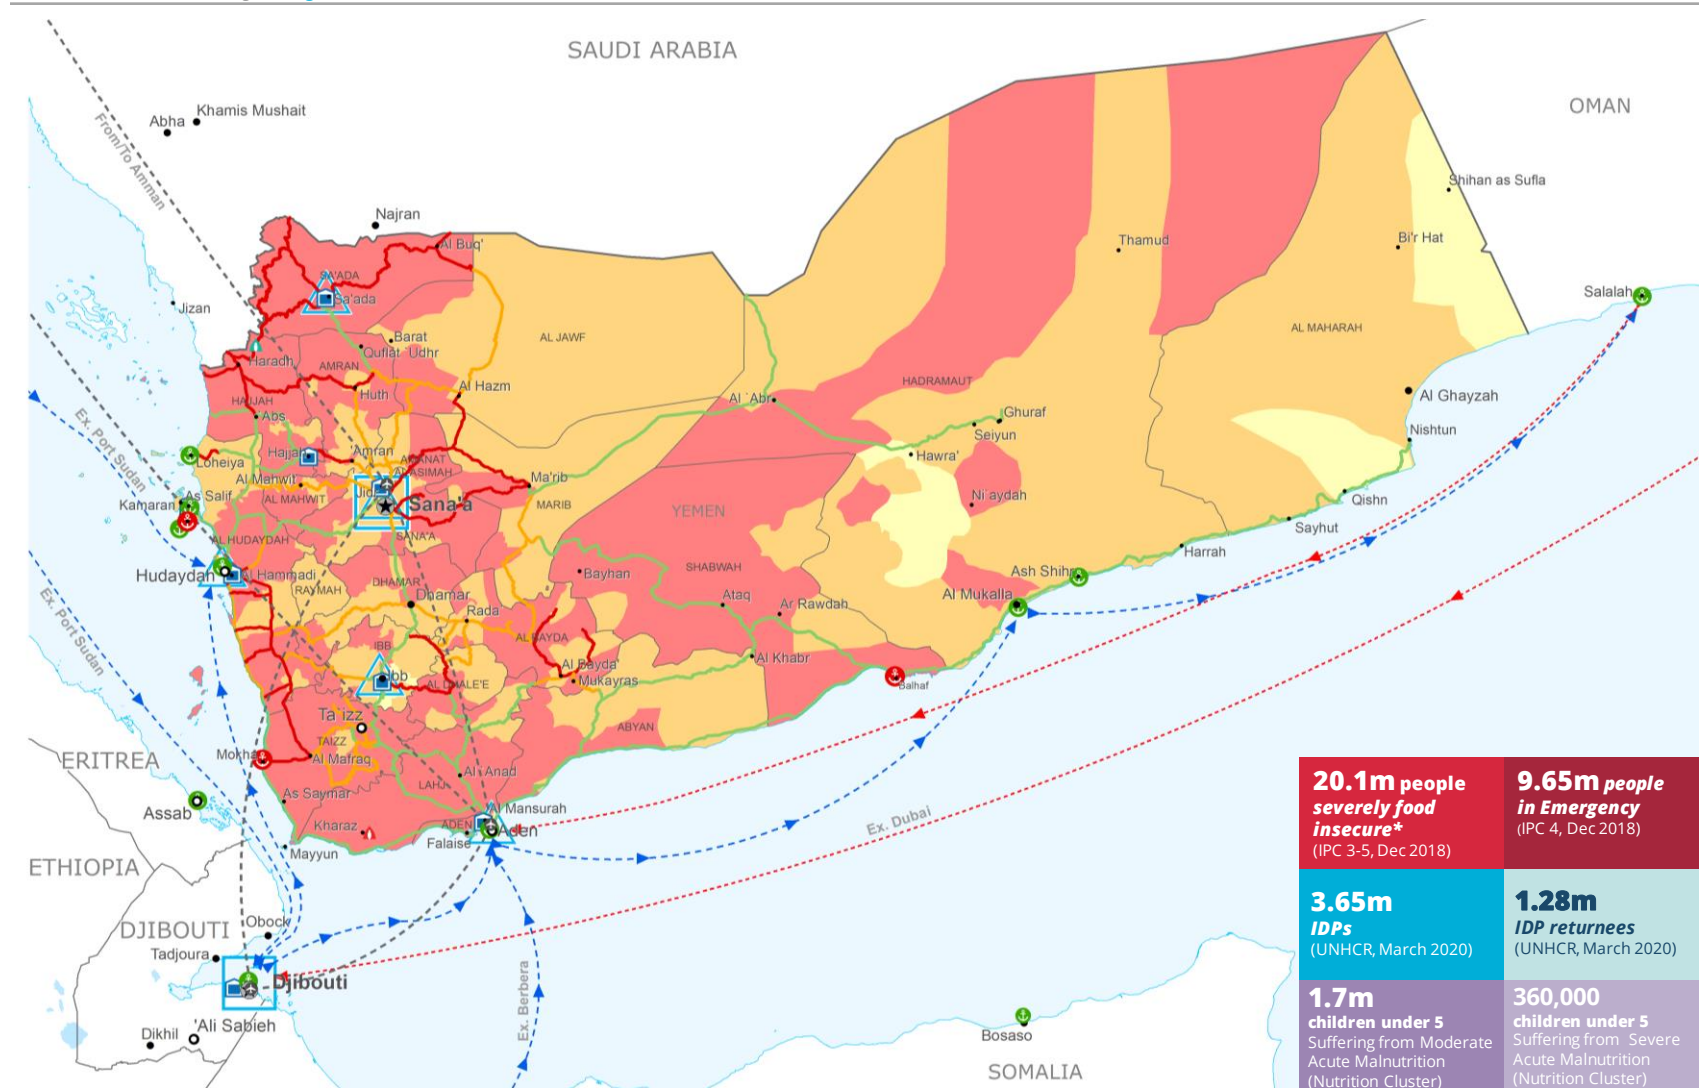 SAUDI ARABIA
OMAN
Khamis Mushait
Abha
From/To Amman
Najran
Shihan as Sufla
Al Buq'
Thamud
Bi'r Hat
SA'ADA
Sa'ada
Jizan
Salalah
Barat
Quflat Udhr
AL JAWF
AL MAHARAH
Haradh
AMRAN
Huth
Al Hazm
HADRAMAUT
HAJJAH
Abs
Al 'Abr
Al Ghayzah
Ex. Port Sudan
Ghuraf
Seiyun
Nishtun
Loheiya
Hajjah
'Amran
AMANAT
AL ASIMAH
Hawra'
Al Mahwit
Ma'rib
As Salif
AL MAHWIT
Kamaran
Sana'a
MARIB
YEMEN
Ni'aydah
Qishn
Sayhut
AL HUDAYDAH
SANA'A
Harrah
Hudaydah
Al Hammadi
RAYMAH
DHAMAR
Dhamar
Bayhan
SHABWAH
Ash Shihr
Al Mukalla
Ex. Port Sudan
Rada'
Ataq
Ar Rawdah
IBB
AL BAYDA
Al Bayda'
Al Khabr
Ibb
AL DHALE'E
Mukayras
Balhaf
Ta`izz
TAIZZ
ABYAN
ERITREA
Mokha
Al Mafraq
Al 'Anad
LAHJ
Assab
As Saymar
Al Mansurah
Kharaz
ADEN
Aden
Falaise
Ex. Dubai
Mayyun
ETHIOPIA
DJIBOUTI
Obock
Tadjoura
Djibouti
Ex. Berbera
'Ali Sabieh
Dikhil
Bosaso
SOMALIA
20.1m people
severely food
insecure*
(IPC 3-5, Dec 2018)
9.65m people
in Emergency
(IPC 4, Dec 2018)
3.65m
IDPs
(UNHCR, March 2020)
1.28m
IDP returnees
(UNHCR, March 2020)
1.7m
children under 5
Suffering from Moderate
Acute Malnutrition
(Nutrition Cluster)
360,000
children under 5
Suffering from Severe
Acute Malnutrition
(Nutrition Cluster)